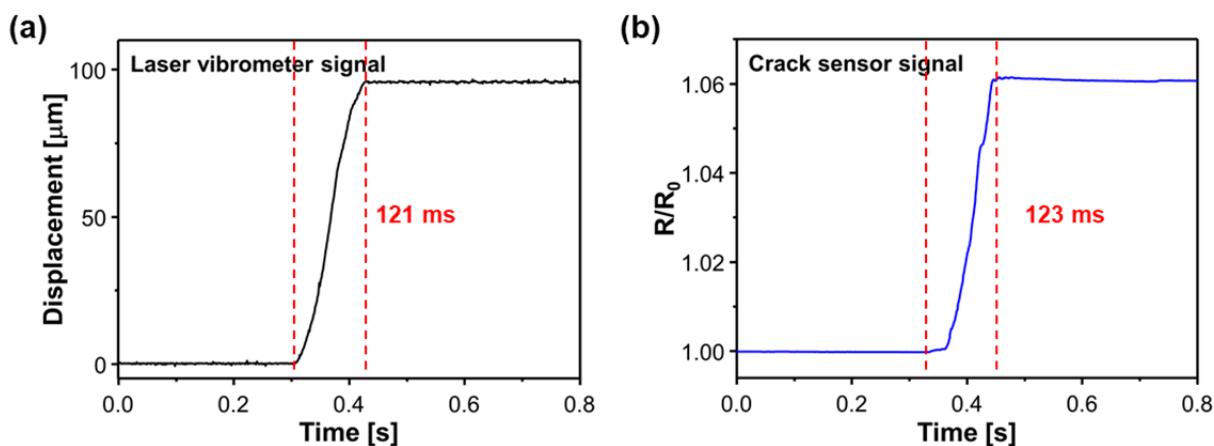 (a)
Laser vibrometer signal
Displacement [μm]
100
50
0
121 ms
0.0 0.2 0.4 0.6 0.8
Time [s]
(b)
Crack sensor signal
R/R0
1.06
1.04
1.02
1.00
123 ms
0.0 0.2 0.4 0.6 0.8
Time [s]